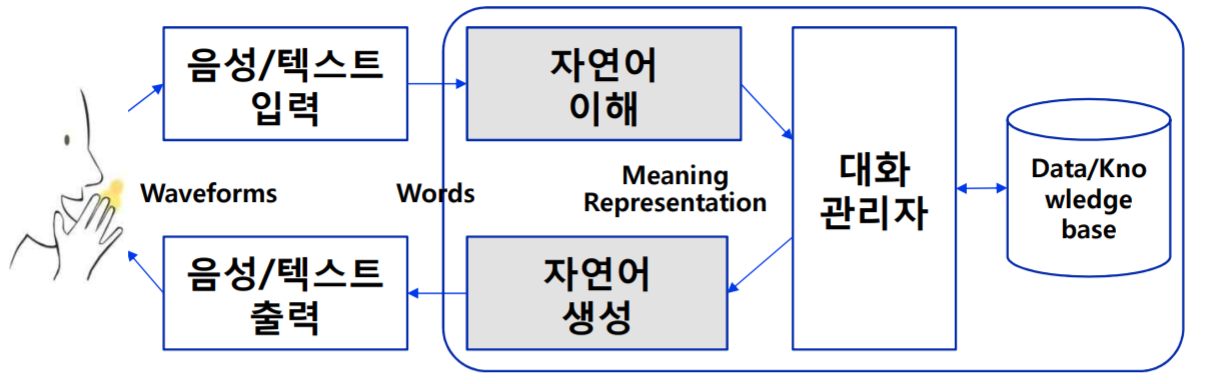 음성/텍스트
입력
자연어
이해
대화
관리자
Data/Kno
wledge
base
Waveforms
Words
Meaning
Representation
음성/텍스트
출력
자연어
생성